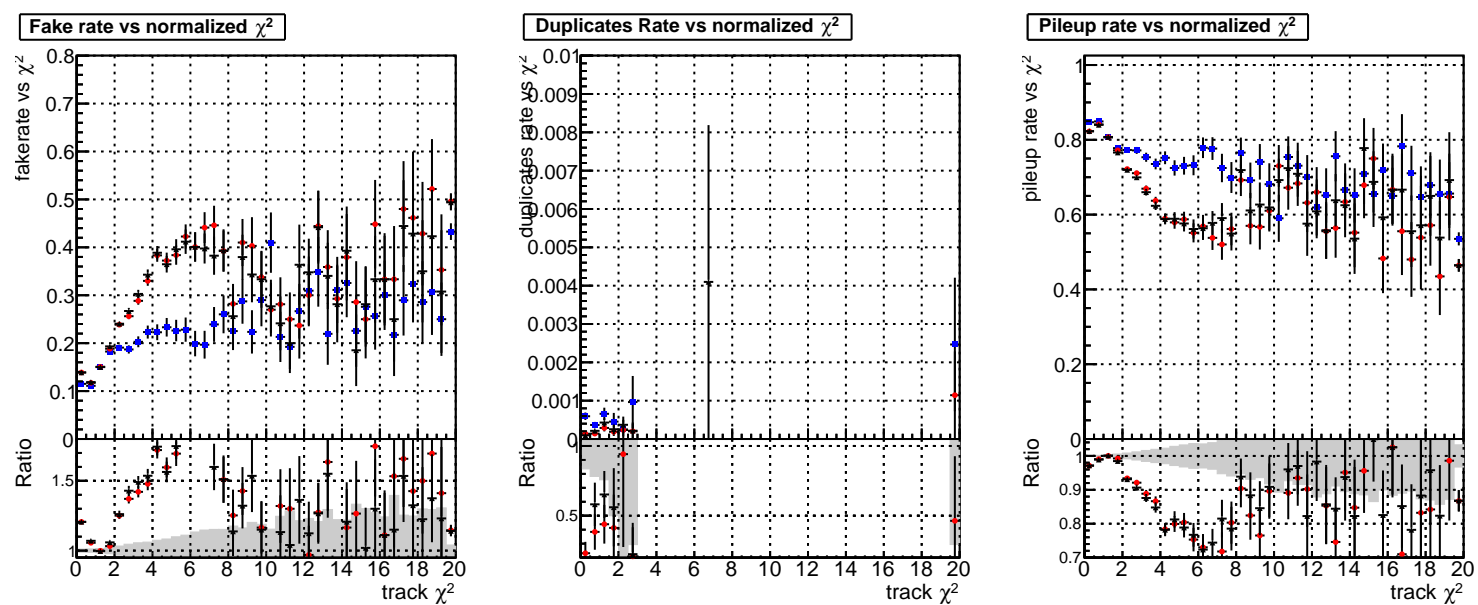 Fake rate vs normalized χ²
fakerate vs χ²
0.8
0.7
0.6
0.5
0.4
0.3
0.2
0.1
0
Ratio
1.5
1
0 2 4 6 8 10 12 14 16 18 20
track χ²
Duplicates Rate vs normalized χ²
duplicates rate vs χ²
0.01
0.009
0.008
0.007
0.006
0.005
0.004
0.003
0.002
0.001
0
Ratio
0.5
0 2 4 6 8 10 12 14 16 18 20
track χ²
Pileup rate vs normalized χ²
pileup rate vs χ²
1
0.8
0.6
0.4
0.2
0
Ratio
1
0.9
0.8
0.7
0 2 4 6 8 10 12 14 16 18 20
track χ²